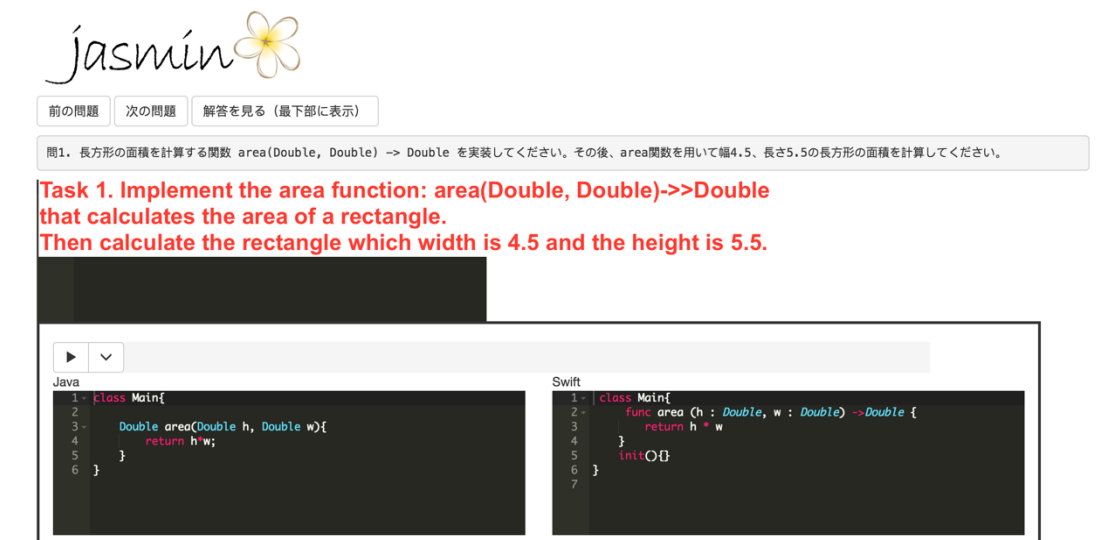 jasmin
前の問題 次の問題 解答を見る（最下部に表示）
問1. 長方形の面積を計算する関数 area(Double, Double) -> Double を実装してください。その後、area関数を用いて幅4.5、長さ5.5の長方形の面積を計算してください。
Task 1. Implement the area function: area(Double, Double)->>Double
that calculates the area of a rectangle.
Then calculate the rectangle which width is 4.5 and the height is 5.5.
Java
1 class Main{
2
3 Double area(Double h, Double w){
4 return h*w;
5 }
6 }
Swift
1 class Main{
2 func area (h : Double, w : Double) ->Double {
3 return h * w
4 }
5 init(){}
6 }
7